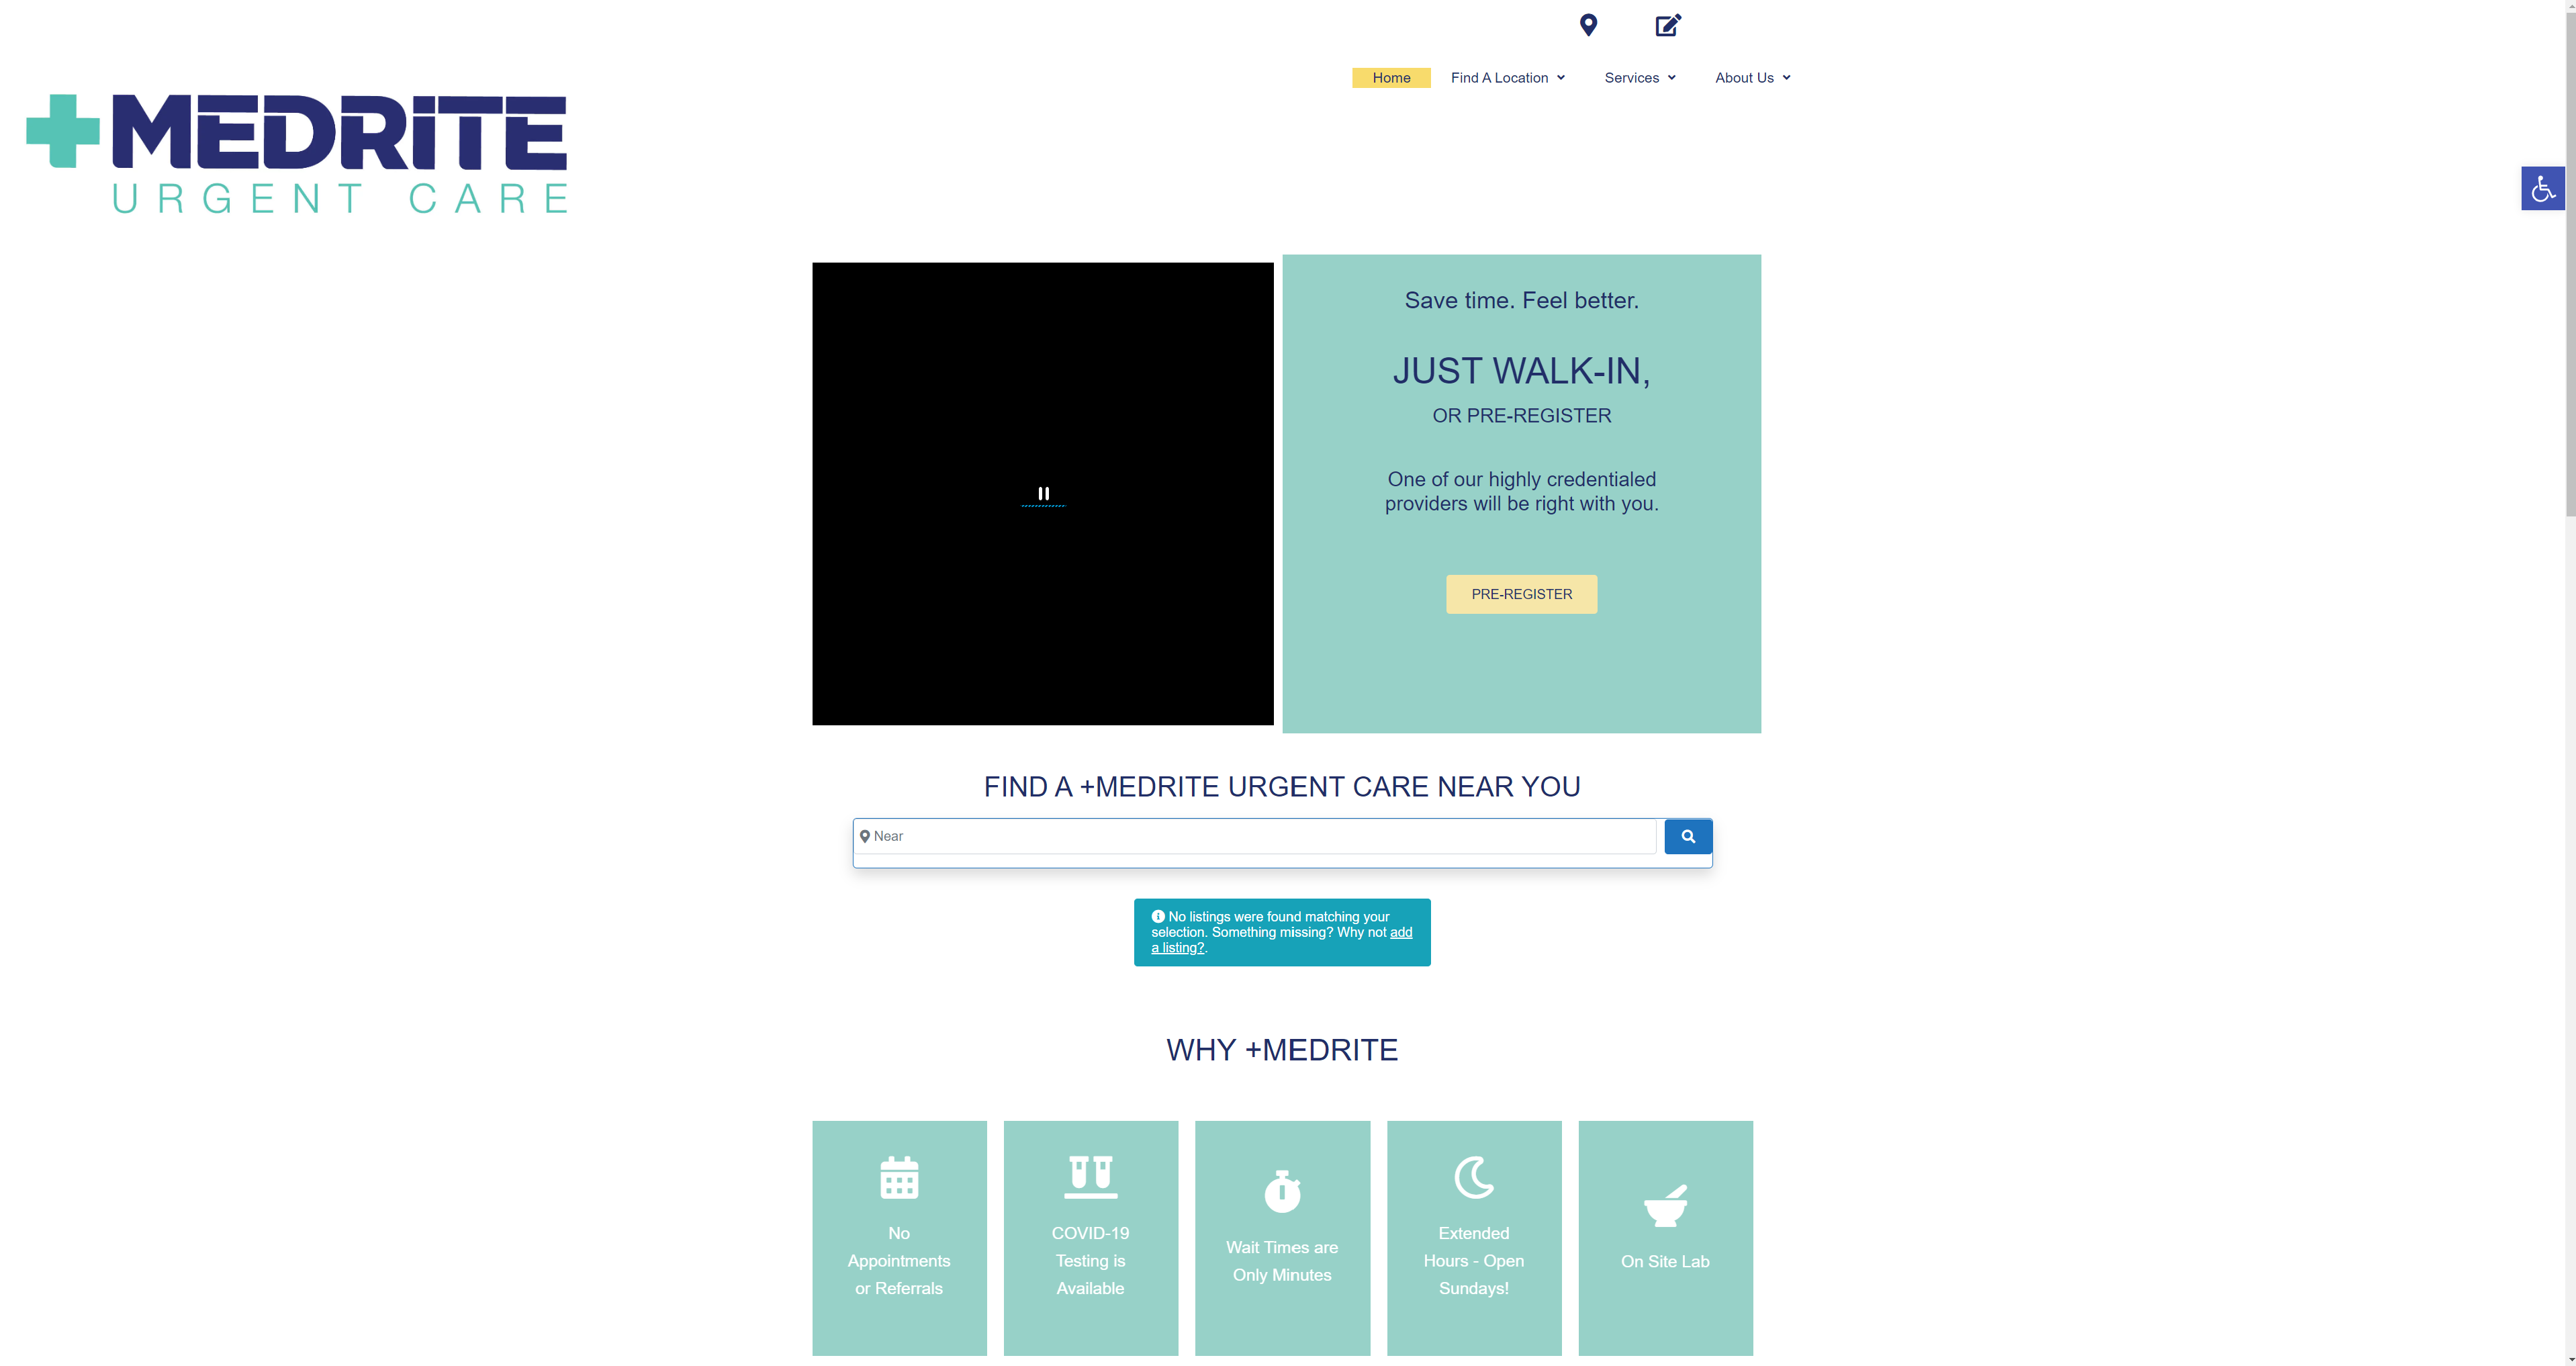 Home
Find A Location
Services
About Us
MEDRiTE
URGENT CARE
Save time. Feel better.
JUST WALK-IN,
OR PRE-REGISTER
One of our highly credentialed
providers will be right with you.
PRE-REGISTER
FIND A +MEDRITE URGENT CARE NEAR YOU
Near
No listings were found matching your
selection. Something missing? Why not add
a listing?.
WHY +MEDRITE
No
Appointments
or Referrals
COVID-19
Testing is
Available
Wait Times are
Only Minutes
Extended
Hours - Open
Sundays!
On Site Lab